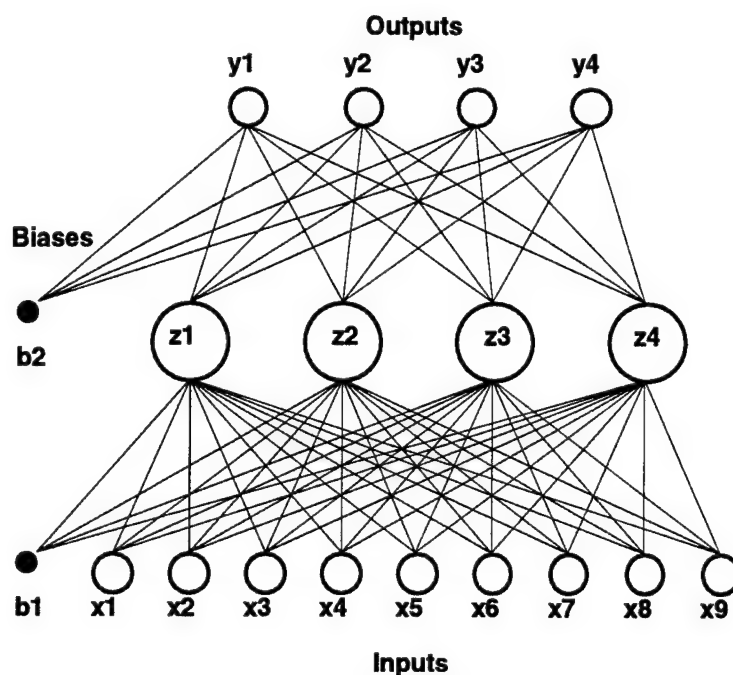 Outputs
y1 y2 y3 y4
Biases
z1 z2 z3 z4
b2
b1 x1 x2 x3 x4 x5 x6 x7 x8 x9
Inputs